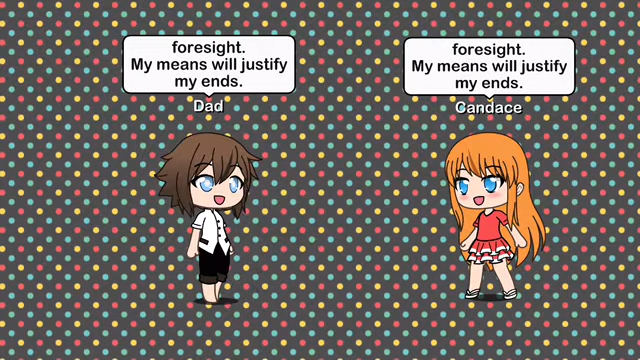 foresight.
My means will justify
my ends.
Dad
foresight.
My means will justify
my ends.
Candace